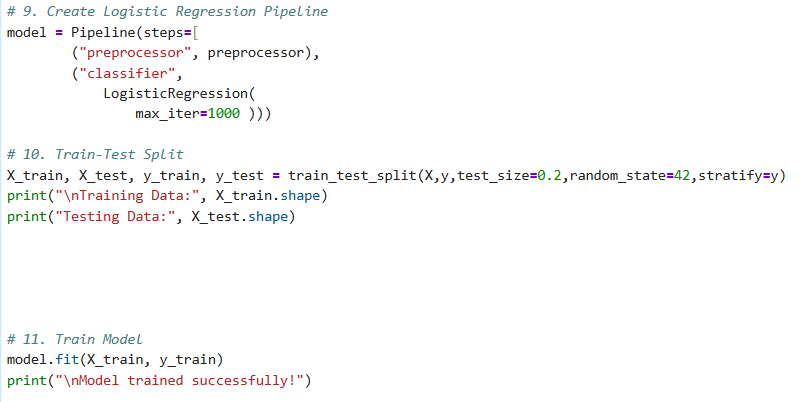 # 9. Create Logistic Regression Pipeline
model = Pipeline(steps=[
        ("preprocessor", preprocessor),
        ("classifier",
            LogisticRegression(
                max_iter=1000 )))

# 10. Train-Test Split
X_train, X_test, y_train, y_test = train_test_split(X,y,test_size=0.2,random_state=42,stratify=y)
print("\nTraining Data:", X_train.shape)
print("Testing Data:", X_test.shape)

# 11. Train Model
model.fit(X_train, y_train)
print("\nModel trained successfully!")